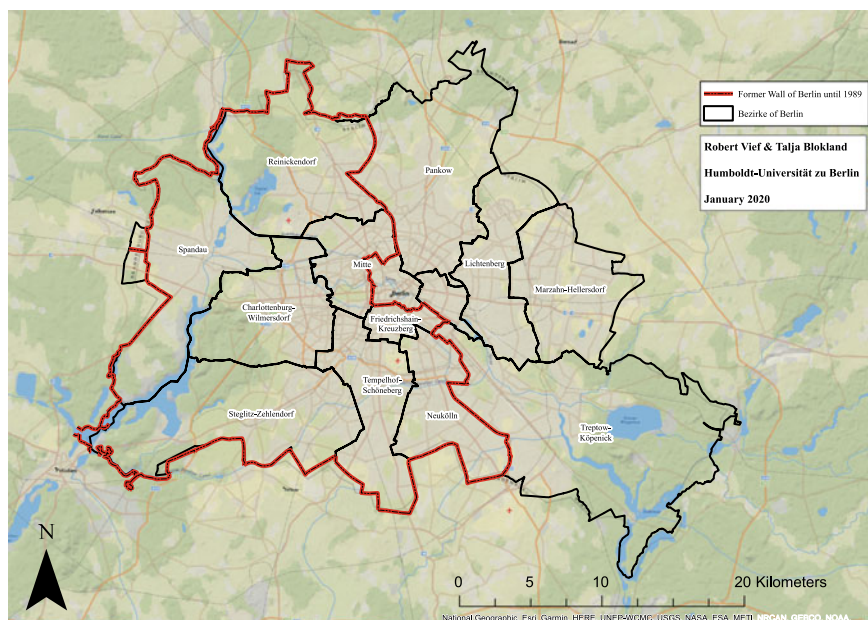 Former Wall of Berlin until 1989
Bezirke of Berlin
Robert Vief & Talja Blokland
Humboldt-Universität zu Berlin
January 2020
Reinickendorf
Pankow
Spandau
Mitte
Lichtenberg
Marzahn-Hellersdorf
Berlin
Charlottenburg-
Wilmersdorf
Friedrichshain-
Kreuzberg
Tempelhof-
Schöneberg
Steglitz-Zehlendorf
Neukölln
Treptow-
Köpenick
N
0 5 10 20 Kilometers
National Geographic, Esri, Garmin, HERE, UNEP-WCMC, USGS, NASA, ESA, METI, NRCAN, GEBCO, NOAA,